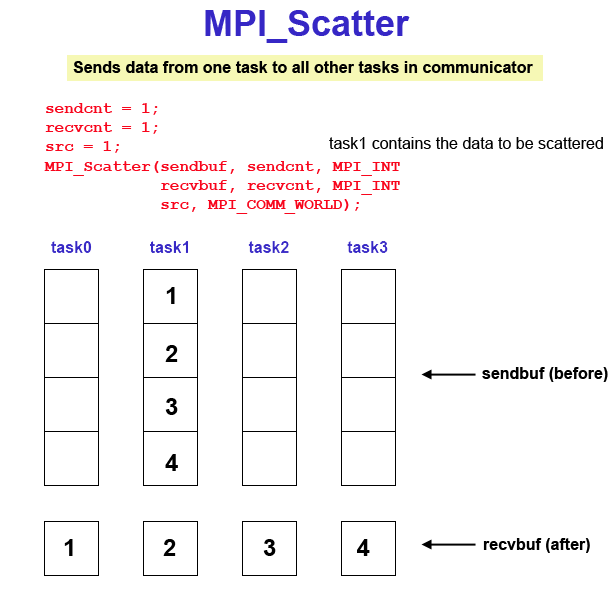 MPI_Scatter
Sends data from one task to all other tasks in communicator
sendcnt = 1;
recvcnt = 1;
src = 1;
task1 contains the data to be scattered
MPI_Scatter(sendbuf, sendcnt, MPI_INT
recvbuf, recvcnt, MPI_INT
src, MPI_COMM_WORLD);
task0 task1 task2 task3
1
2
sendbuf (before)
3
4
1 2 3 4 recvbuf (after)